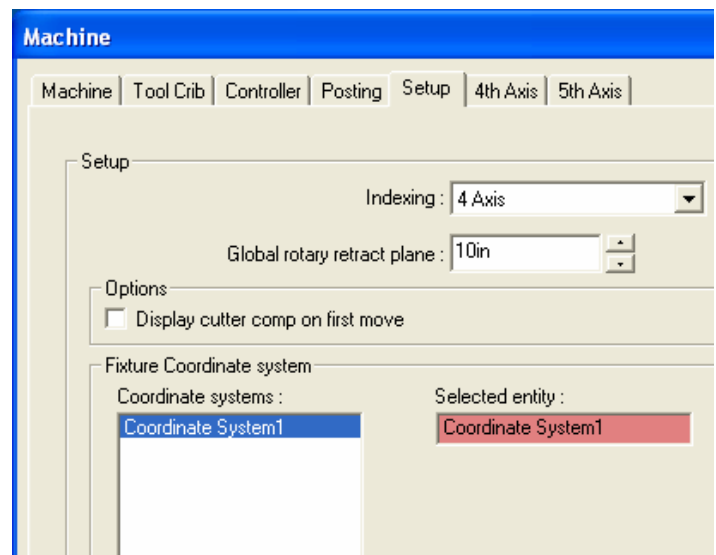 Machine
Machine Tool Crib Controller Posting Setup 4th Axis 5th Axis
Setup
Indexing : 4 Axis
Global rotary retract plane : 10in
Options
Display cutter comp on first move
Fixture Coordinate system
Coordinate systems : Selected entity :
Coordinate System1 Coordinate System1